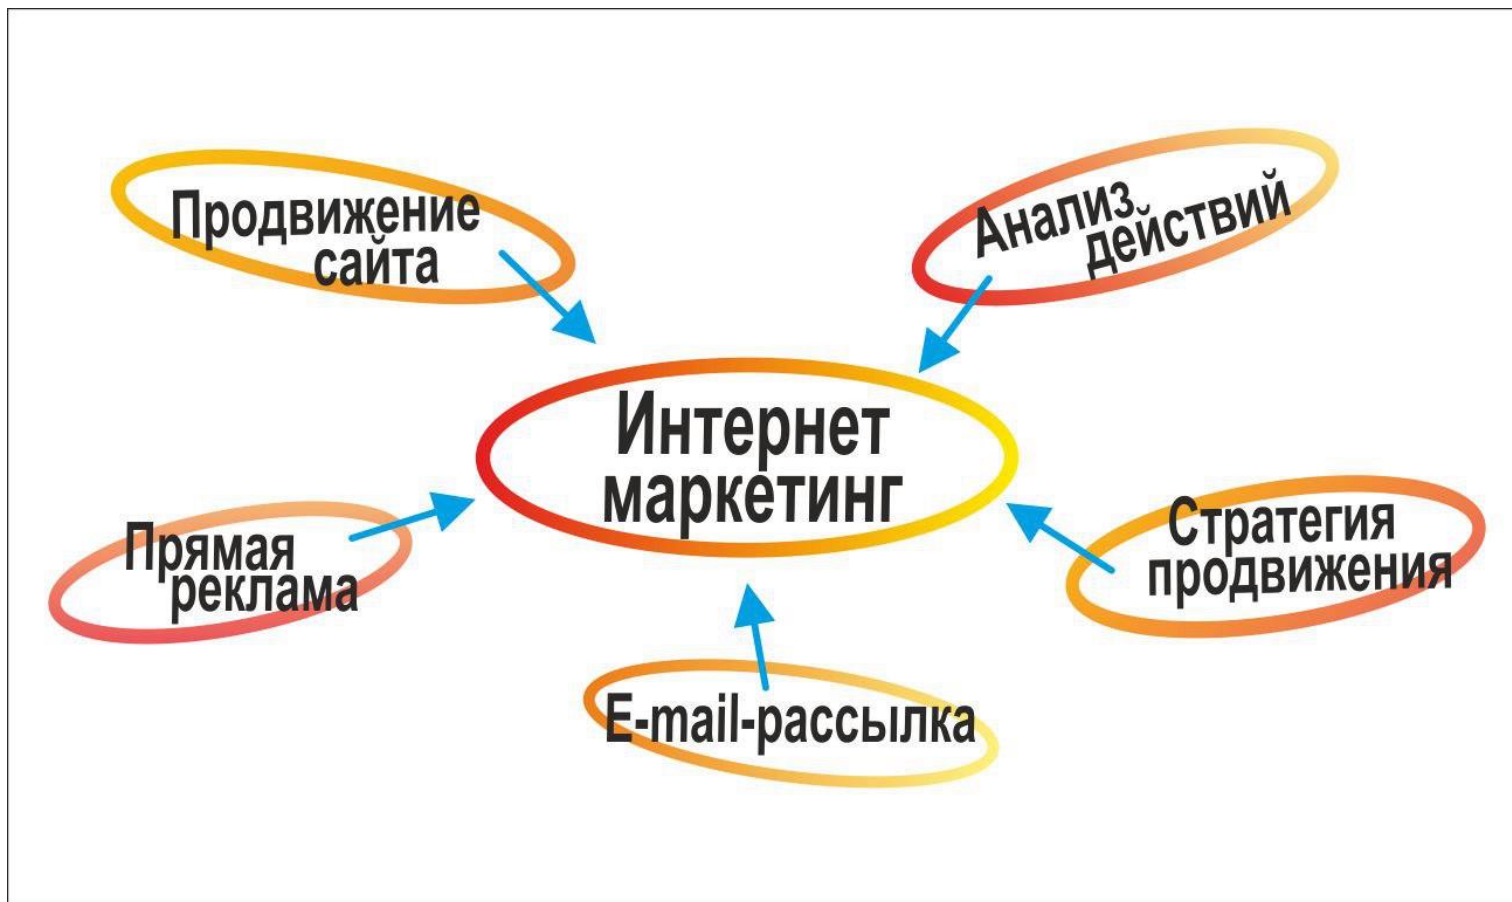 Продвижение
сайта
Анализ
действий
Интернет
маркетинг
Прямая
реклама
Стратегия
продвижения
E-mail-рассылка